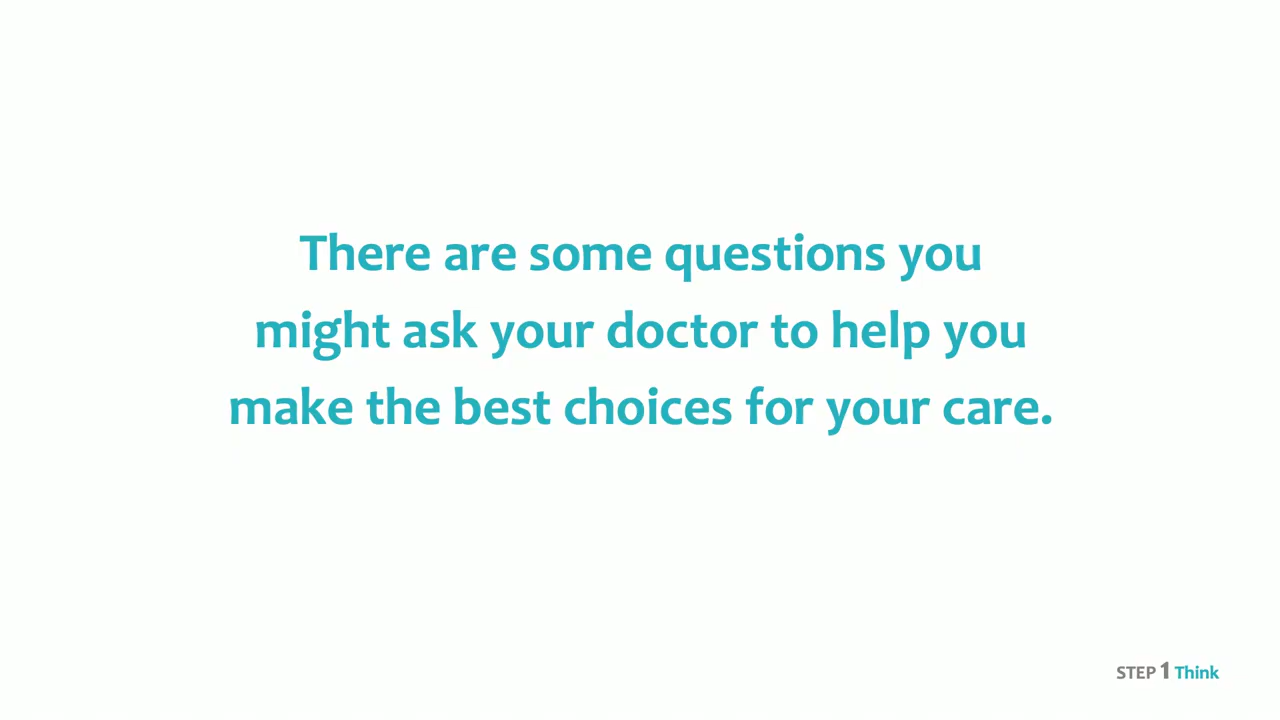 There are some questions you
might ask your doctor to help you
make the best choices for your care.
STEP 1 Think